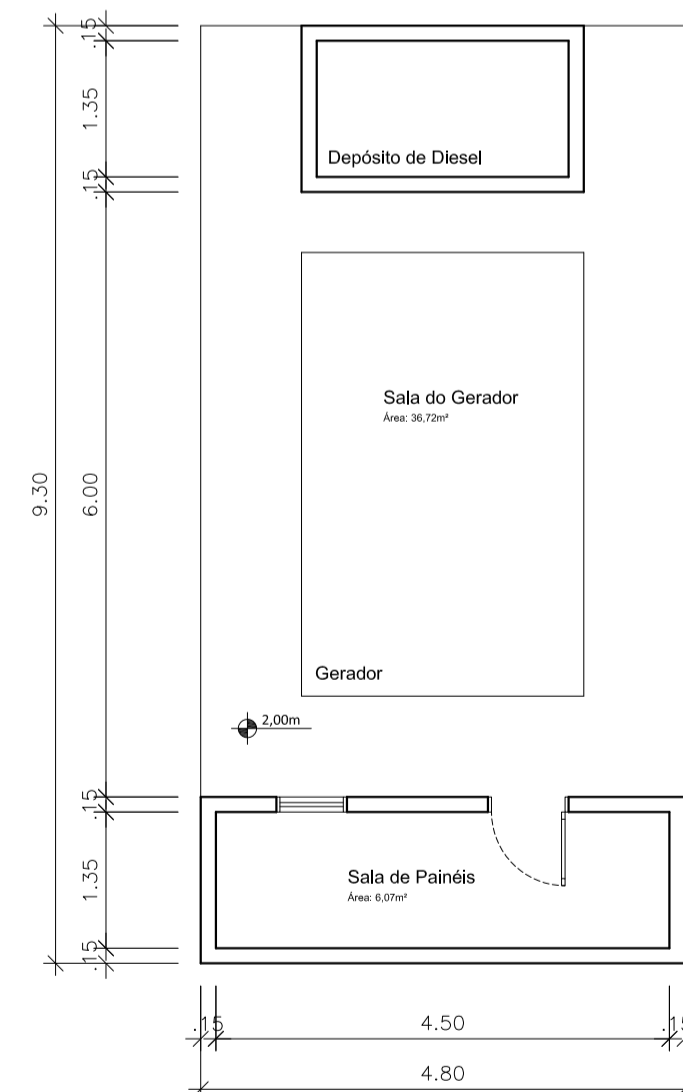 .15
1.35
Depósito de Diesel
.15
Sala do Gerador
Área: 36,72m²
9.30
6.00
Gerador
2,00m
.15
1.35
Sala de Painéis
Área: 6,07m²
.15
.15
4.50
.15
4.80